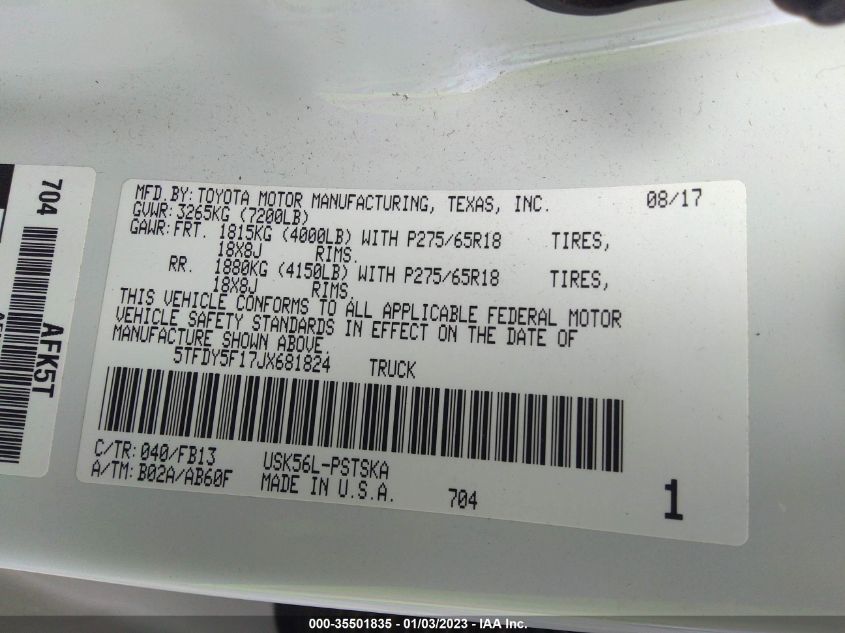 704
AFK5T
MFD BY: TOYOTA MOTOR MANUFACTURING, TEXAS, INC. 08/17
GVWR: 3265KG (7200LB)
GAWR: FRT. 1815KG (4000LB) WITH P275/65R18 TIRES,
18X8J RIMS.
RR. 1880KG (4150LB) WITH P275/65R18 TIRES,
18X8J RIMS.
THIS VEHICLE CONFORMS TO ALL APPLICABLE FEDERAL MOTOR
VEHICLE SAFETY STANDARDS IN EFFECT ON THE DATE OF
MANUFACTURE SHOWN ABOVE.
5TFDY5F17JX681824 TRUCK
C/TR: 040/FB13 USK56L-PSTSKA
A/TM: B02A/AB60F MADE IN U.S.A. 704 1
000-35501835 - 01/03/2023 - IAA Inc.